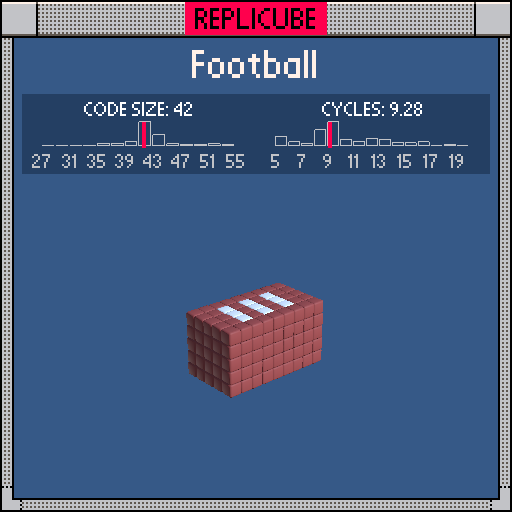 REPLICUBE
Football
CODE SIZE: 42 CYCLES: 9.28
27 31 35 39 43 47 51 55 5 7 9 11 13 15 17 19